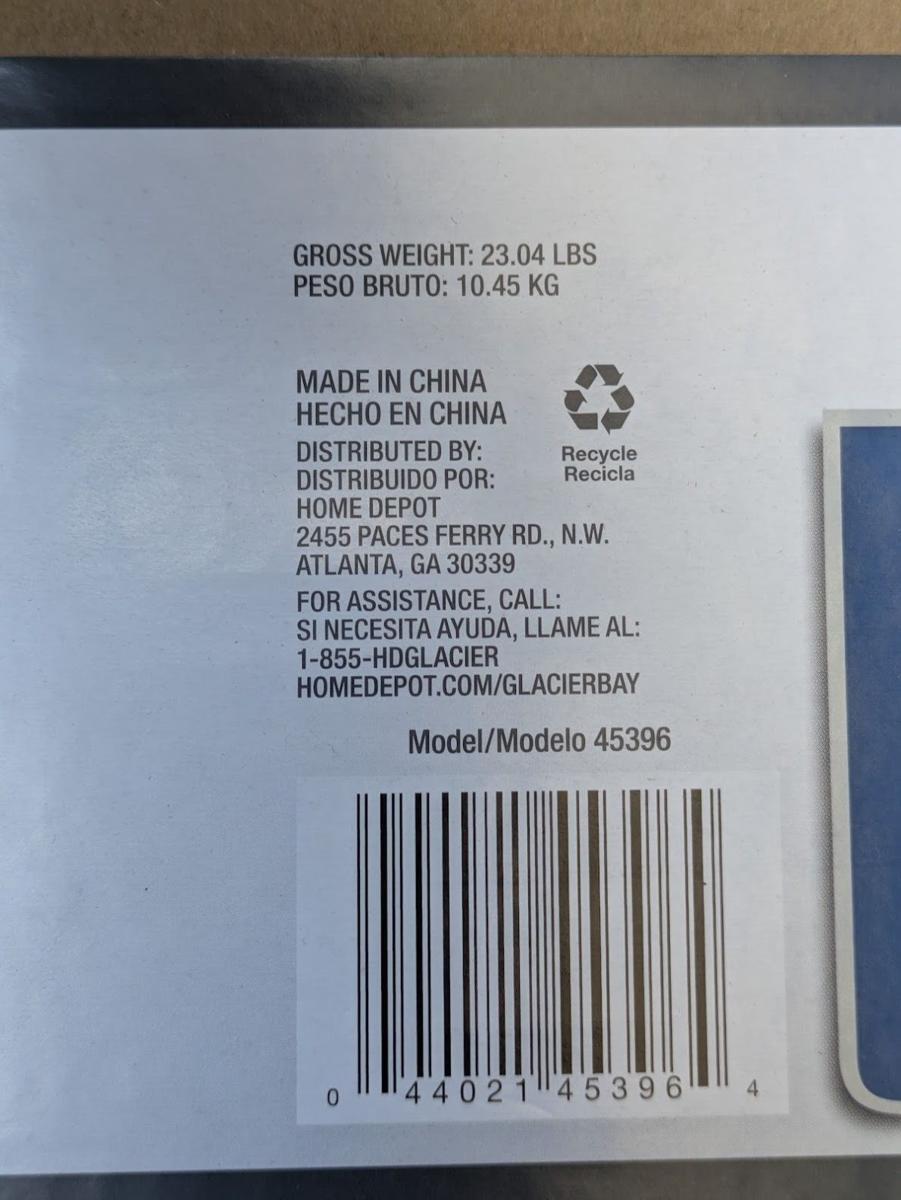 GROSS WEIGHT: 23.04 LBS
PESO BRUTO: 10.45 KG
MADE IN CHINA
HECHO EN CHINA
Recycle
Recicla
DISTRIBUTED BY:
DISTRIBUIDO POR:
HOME DEPOT
2455 PACES FERRY RD., N.W.
ATLANTA, GA 30339
FOR ASSISTANCE, CALL:
SI NECESITA AYUDA, LLAME AL:
1-855-HDGLACIER
HOMEDEPOT.COM/GLACIERBAY
Model/Modelo 45396
0 44021 45396 4